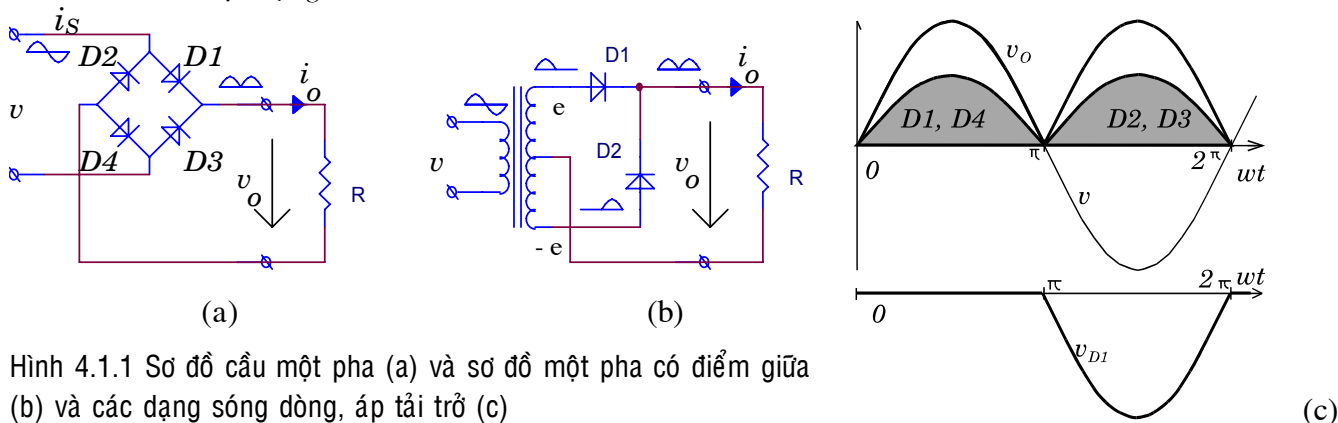 i_S
D2 D1
i_o
v
D4 D3
v_o
R
(a)
D1
i_o
e
D2
v
v_o
R
- e
(b)
v_O
D1, D4
D2, D3
0
π
2π
wt
v
π
2π
wt
0
v_D1
(c)
Hình 4.1.1 Sơ đồ cầu một pha (a) và sơ đồ một pha có điểm giữa
(b) và các dạng sóng dòng, áp tải trở (c)